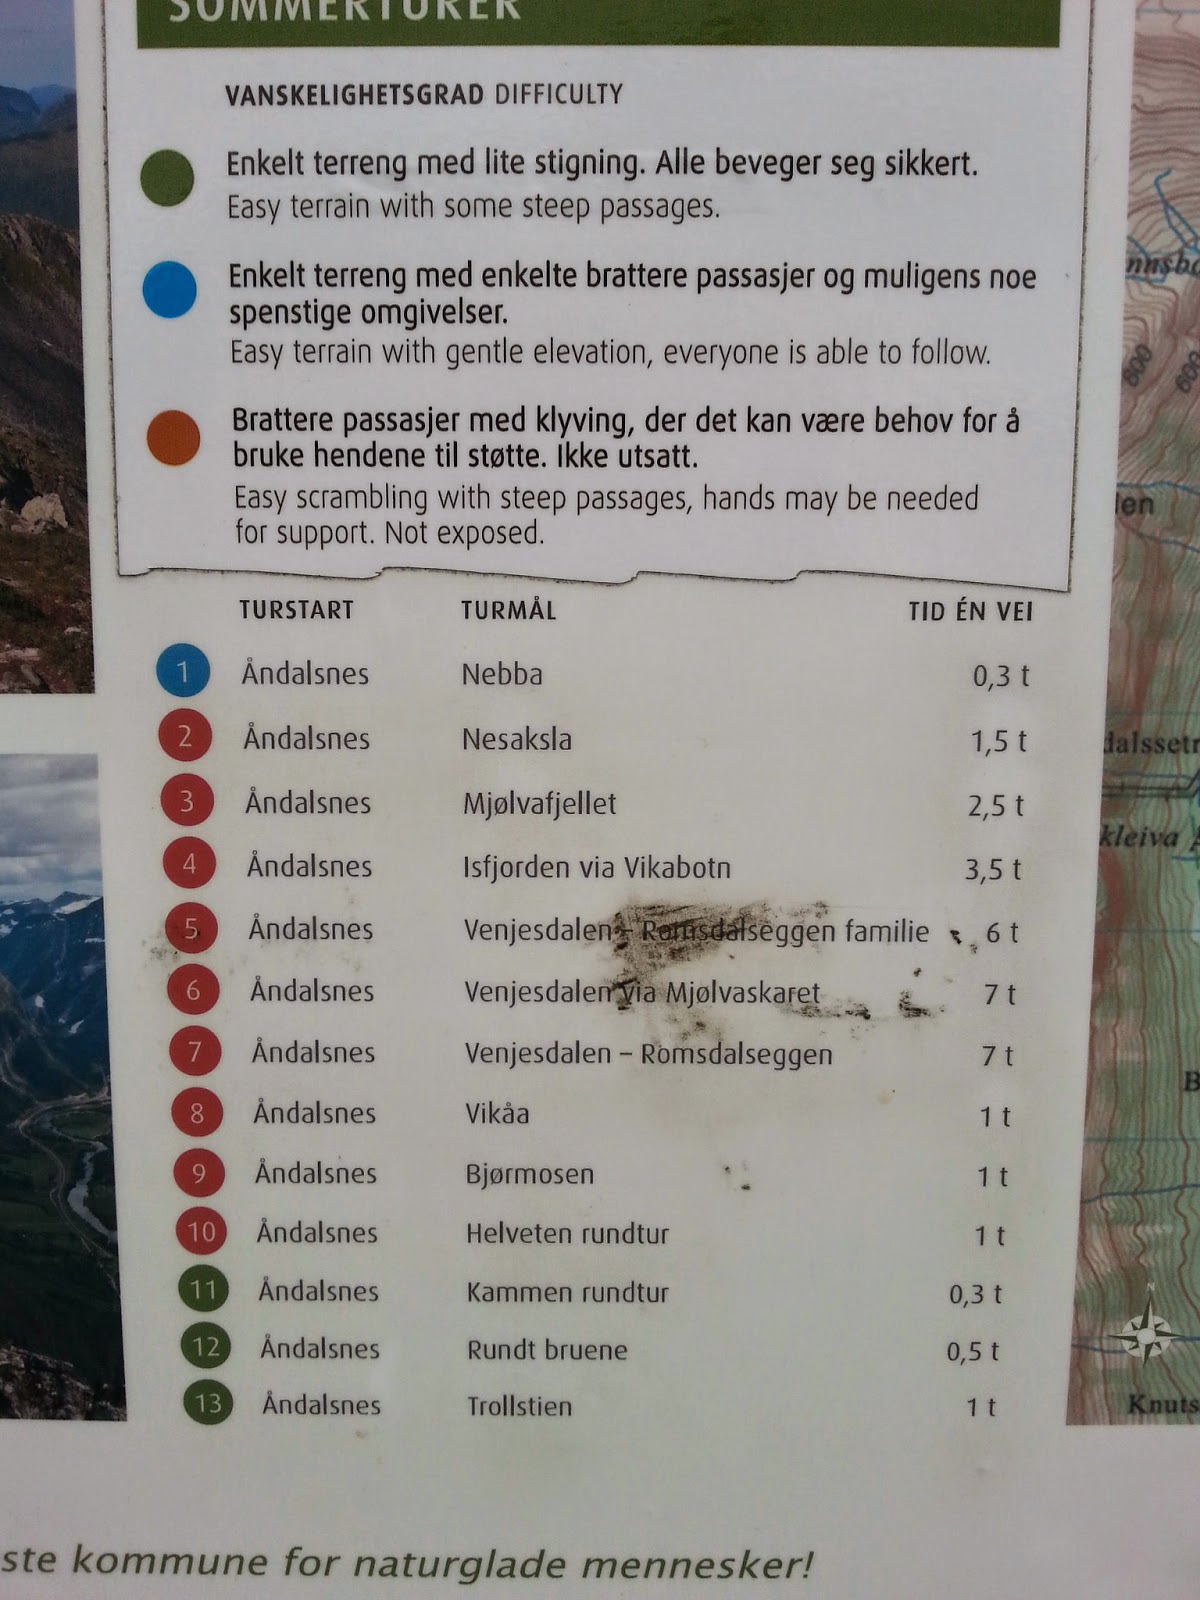 SOMMERTURER
VANSKELIGHETSGRAD DIFFICULTY
Enkelt terreng med lite stigning. Alle beveger seg sikkert.
Easy terrain with some steep passages.
Enkelt terreng med enkelte brattere passasjer og muligens noe
spenstige omgivelser.
Easy terrain with gentle elevation, everyone is able to follow.
Brattere passasjer med klyving, der det kan være behov for å
bruke hendene til støtte. Ikke utsatt.
Easy scrambling with steep passages, hands may be needed
for support. Not exposed.
TURSTART TURMÅL TID ÉN VEI
1 Åndalsnes Nebba 0,3 t
2 Åndalsnes Nesaksla 1,5 t
3 Åndalsnes Mjølvafjellet 2,5 t
4 Åndalsnes Isfjorden via Vikabotn 3,5 t
5 Åndalsnes Venjesdalen – Romsdalseggen familie 6 t
6 Åndalsnes Venjesdalen via Mjølvaskaret 7 t
7 Åndalsnes Venjesdalen – Romsdalseggen 7 t
8 Åndalsnes Vikåa 1 t
9 Åndalsnes Bjørmosen 1 t
10 Åndalsnes Helveten rundtur 1 t
11 Åndalsnes Kammen rundtur 0,3 t
12 Åndalsnes Rundt bruene 0,5 t
13 Åndalsnes Trollstien 1 t
ste kommune for naturglade mennesker!
600
600
len
dalssetr
kleiva
B
N
Knuts